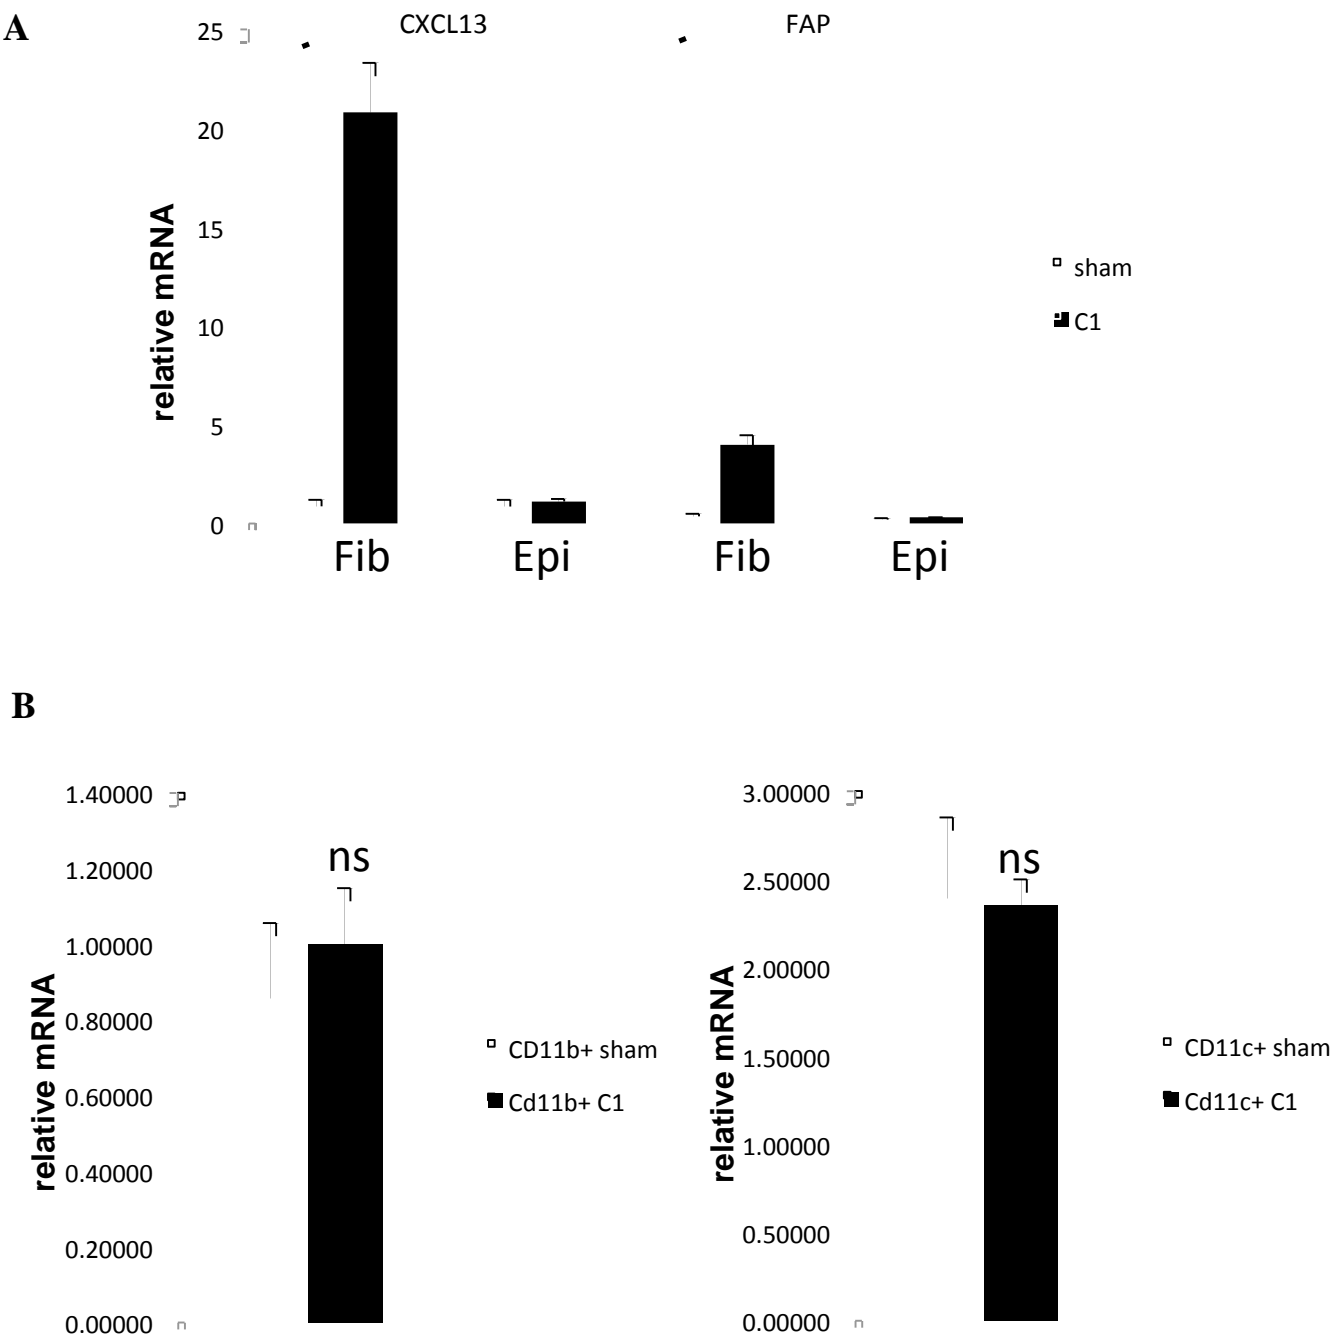 A
CXCL13
FAP
25
20
15
10
5
0
relative mRNA
sham
C1
Fib
Epi
Fib
Epi
B
1.40000
1.20000
1.00000
0.80000
0.60000
0.40000
0.20000
0.00000
relative mRNA
ns
CD11b+ sham
Cd11b+ C1
3.00000
2.50000
2.00000
1.50000
1.00000
0.50000
0.00000
relative mRNA
ns
CD11c+ sham
Cd11c+ C1